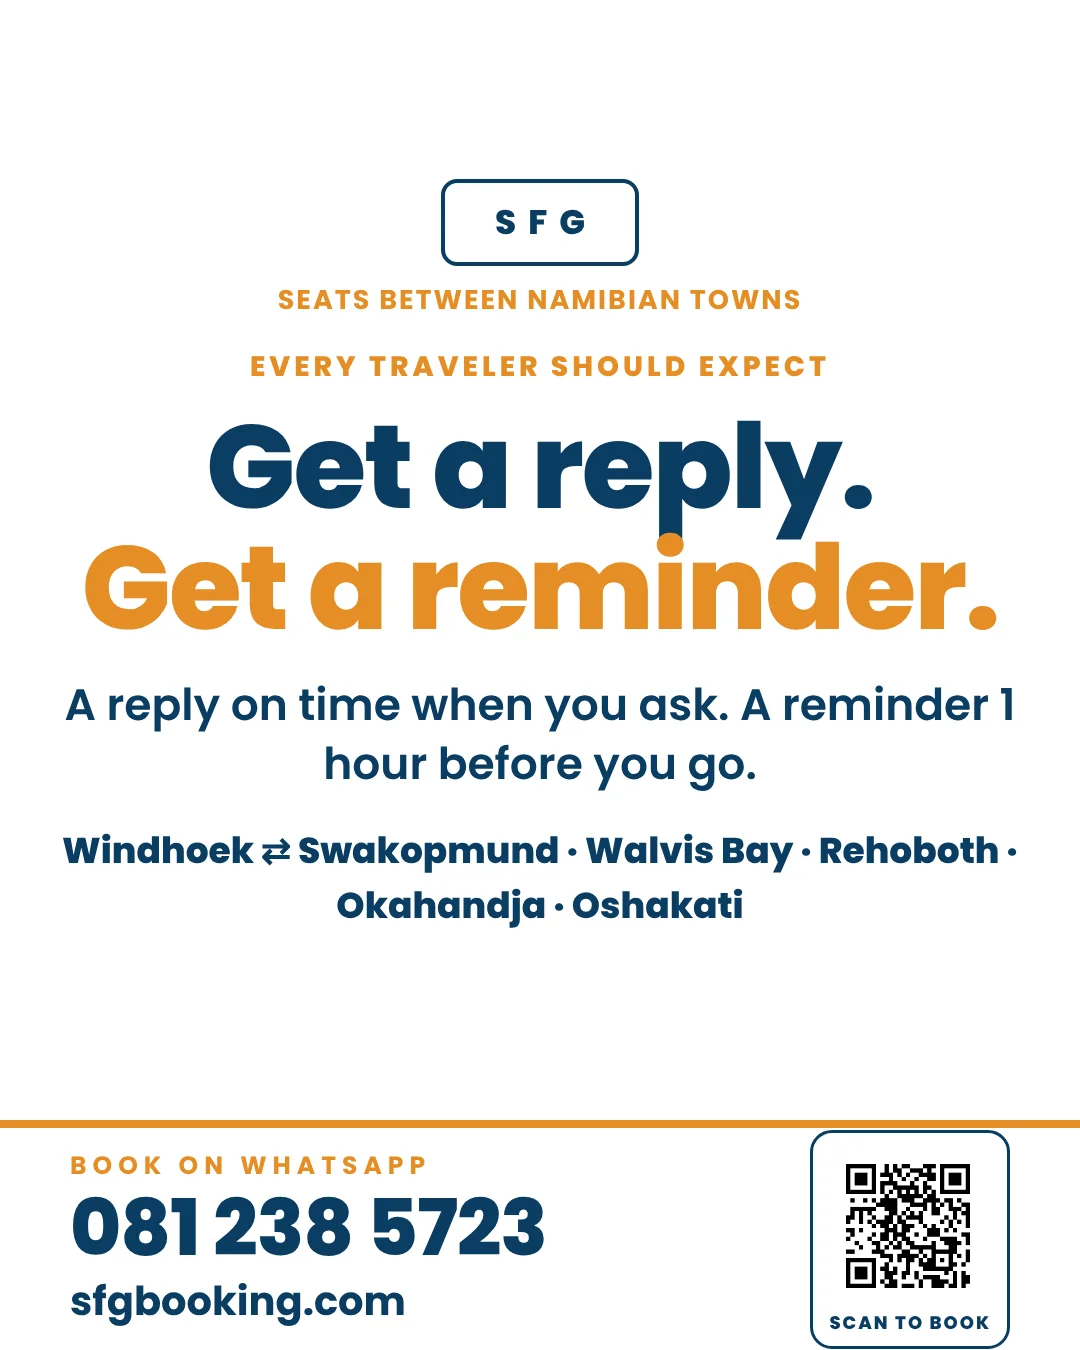 SFG
SEATS BETWEEN NAMIBIAN TOWNS
EVERY TRAVELER SHOULD EXPECT
Get a reply.
Get a reminder.
A reply on time when you ask. A reminder 1
hour before you go.
Windhoek ⇄ Swakopmund · Walvis Bay · Rehoboth ·
Okahandja · Oshakati
BOOK ON WHATSAPP
081 238 5723
sfgbooking.com
SCAN TO BOOK